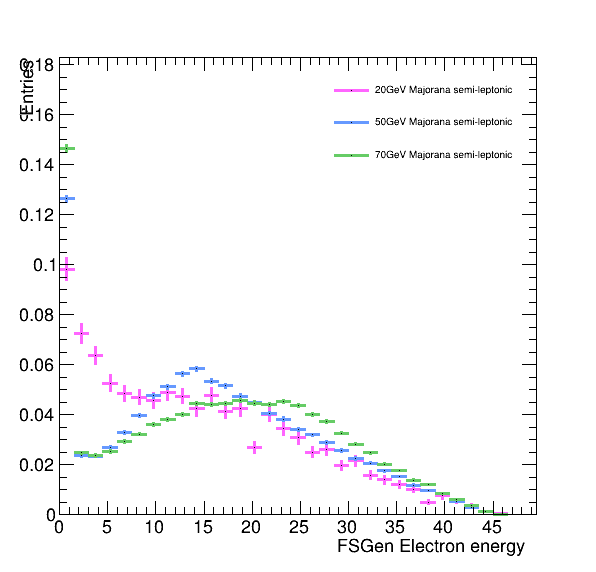 0.18
Entries
0.16
0.14
0.12
0.1
0.08
0.06
0.04
0.02
0
20GeV Majorana semi-leptonic
50GeV Majorana semi-leptonic
70GeV Majorana semi-leptonic
0 5 10 15 20 25 30 35 40 45
FSGen Electron energy